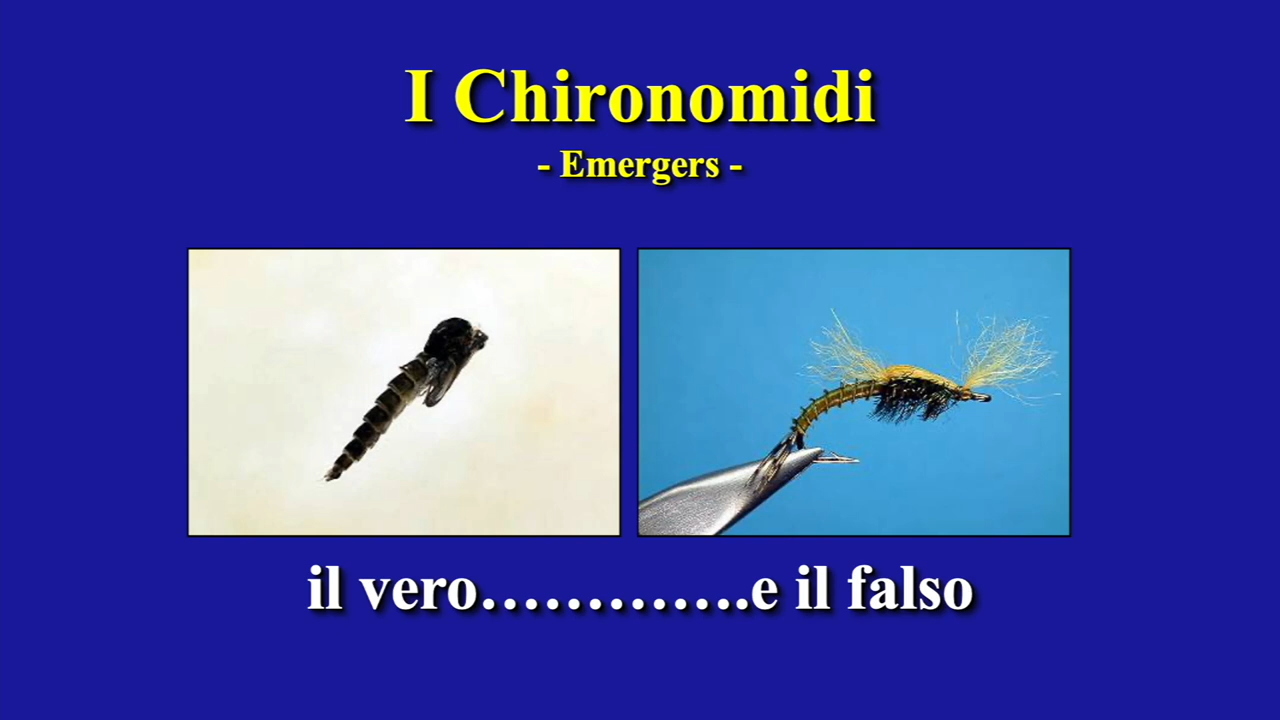 I Chironomidi
- Emergers -
il vero………….e il falso